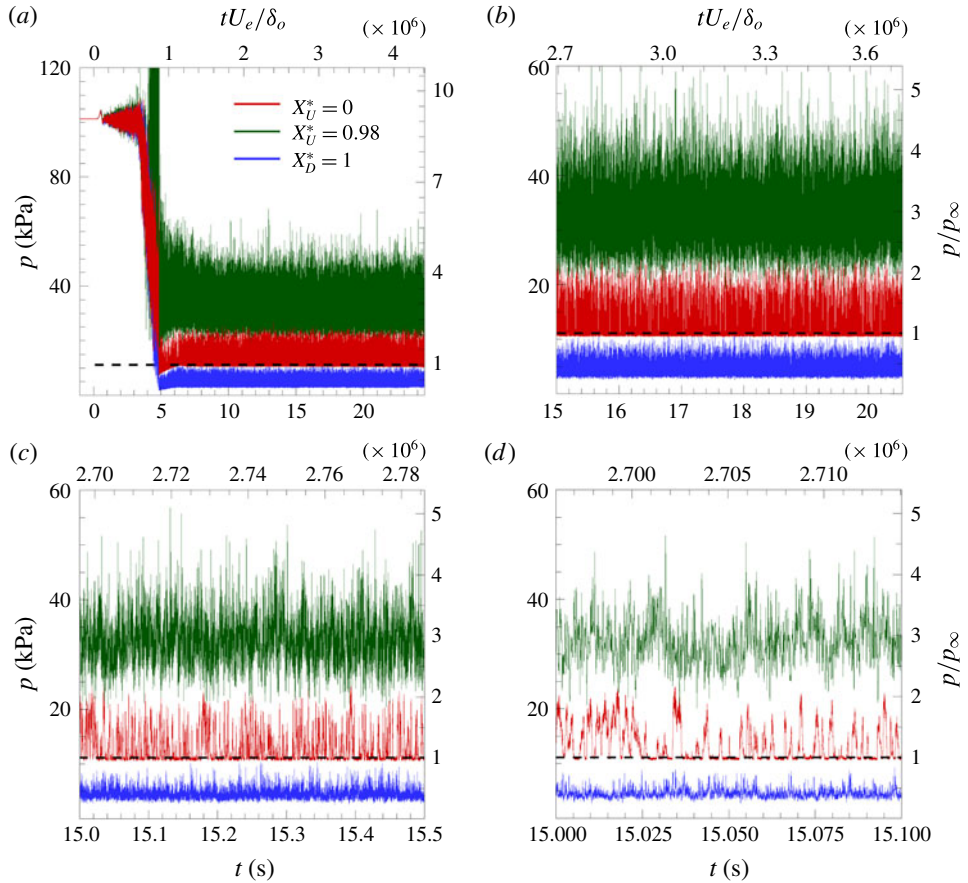 (a)
tU_e/δ_o
(× 10^6)
0 1 2 3 4
120
80
40
p (kPa)
X*_U = 0
X*_U = 0.98
X*_D = 1
10
7
4
1
0 5 10 15 20
(b)
tU_e/δ_o
(× 10^6)
2.7 3.0 3.3 3.6
60
40
20
5
4
3
2
1
p/p_∞
15 16 17 18 19 20
(c)
(× 10^6)
2.70 2.72 2.74 2.76 2.78
60
40
20
p (kPa)
5
4
3
2
1
15.0 15.1 15.2 15.3 15.4 15.5
t (s)
(d)
(× 10^6)
2.700 2.705 2.710
60
40
20
5
4
3
2
1
p/p_∞
15.000 15.025 15.050 15.075 15.100
t (s)